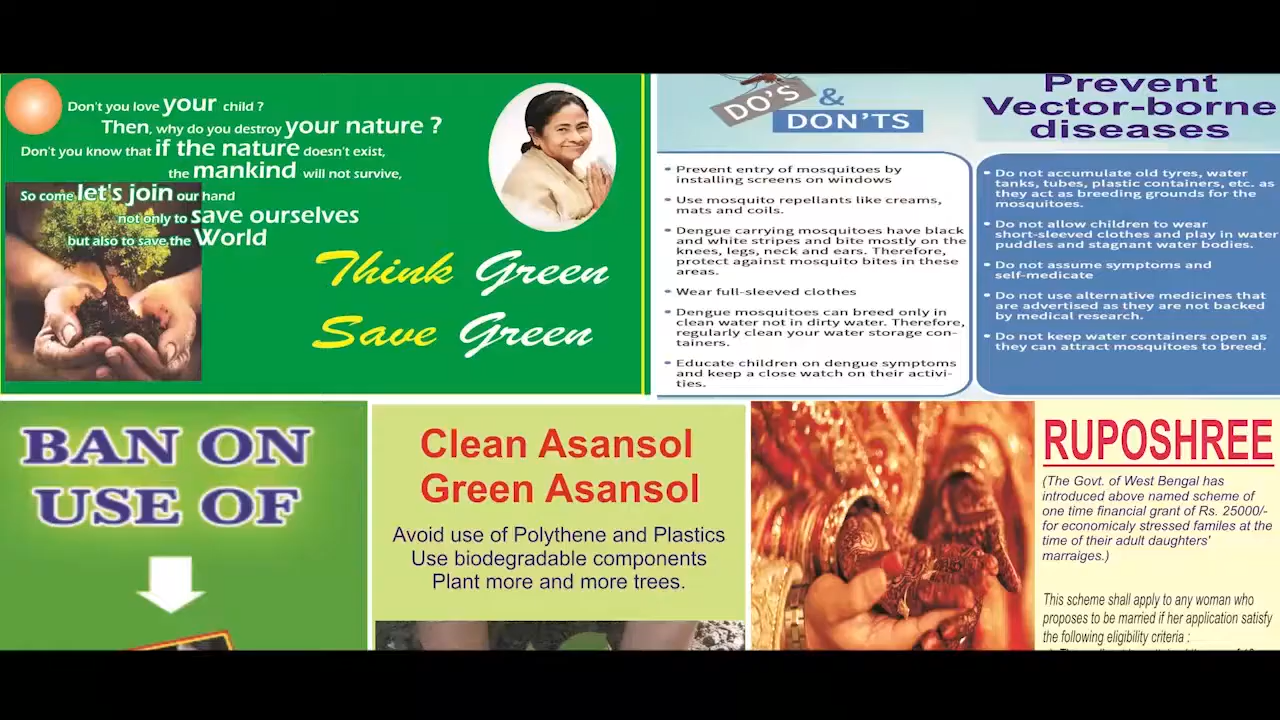 Don't you love your child ?
Then, why do you destroy your nature ?
Don't you know that if the nature doesn't exist,
the mankind will not survive,
So come let's join our hand
not only to save ourselves
but also to save the World
Think Green
Save Green
DO'S &
DON'TS
Prevent
Vector-borne
diseases
• Prevent entry of mosquitoes by
installing screens on windows
• Use mosquito repellants like creams,
mats and coils.
• Dengue carrying mosquitoes have black
and white stripes and bite mostly on the
knees, legs, neck and ears. Therefore,
protect against mosquito bites in these
areas.
• Wear full-sleeved clothes
• Dengue mosquitoes can breed only in
clean water not in dirty water. Therefore,
regularly clean your water storage con-
tainers.
• Educate children on dengue symptoms
and keep a close watch on their activi-
ties.
• Do not accumulate old tyres, water
tanks, tubes, plastic containers, etc. as
they act as breeding grounds for the
mosquitoes.
• Do not allow children to wear
short-sleeved clothes and play in water
puddles and stagnant water bodies.
• Do not assume symptoms and
self-medicate
• Do not use alternative medicines that
are advertised as they are not backed
by medical research.
• Do not keep water containers open as
they can attract mosquitoes to breed.
BAN ON
USE OF
Clean Asansol
Green Asansol
Avoid use of Polythene and Plastics
Use biodegradable components
Plant more and more trees.
RUPOSHREE
(The Govt. of West Bengal has
introduced above named scheme of
one time financial grant of Rs. 25000/-
for economicaly stressed familes at the
time of their adult daughters'
marraiges.)
This scheme shall apply to any woman who
proposes to be married if her application satisfy
the following eligibility criteria :